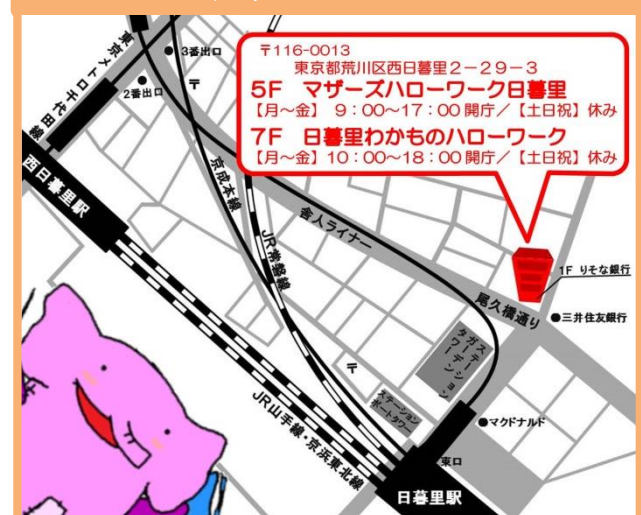 〒116-0013
東京都荒川区西日暮里2-29-3
5F マザーズハローワーク日暮里
【月~金】 9:00~17:00開庁/【土日祝】休み
7F 日暮里わかものハローワーク
【月~金】10:00~18:00開庁/【土日祝】休み
東京メトロ千代田線
3番出口
〒
2番出口
西日暮里駅
京成本線
JR常磐線
舎人ライナー
尾久橋通り
1F りそな銀行
三井住友銀行
ステーション
ガーデン
タワー
ステーション
ポートタワー
マクドナルド
JR山手線・京浜東北線
東口
日暮里駅